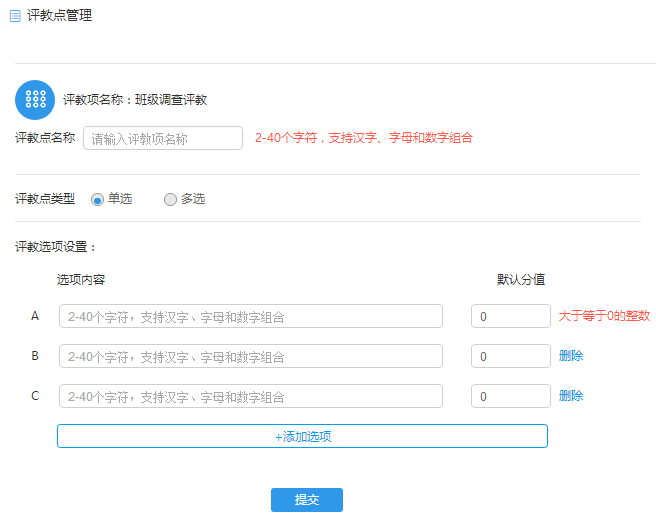 评教点管理
评教项名称：班级调查评教
评教点名称 请输入评教项名称 2-40个字符，支持汉字、字母和数字组合
评教点类型 单选 多选
评教选项设置：
选项内容 默认分值
A 2-40个字符，支持汉字、字母和数字组合 0 大于等于0的整数
B 2-40个字符，支持汉字、字母和数字组合 0 删除
C 2-40个字符，支持汉字、字母和数字组合 0 删除
+添加选项
提交